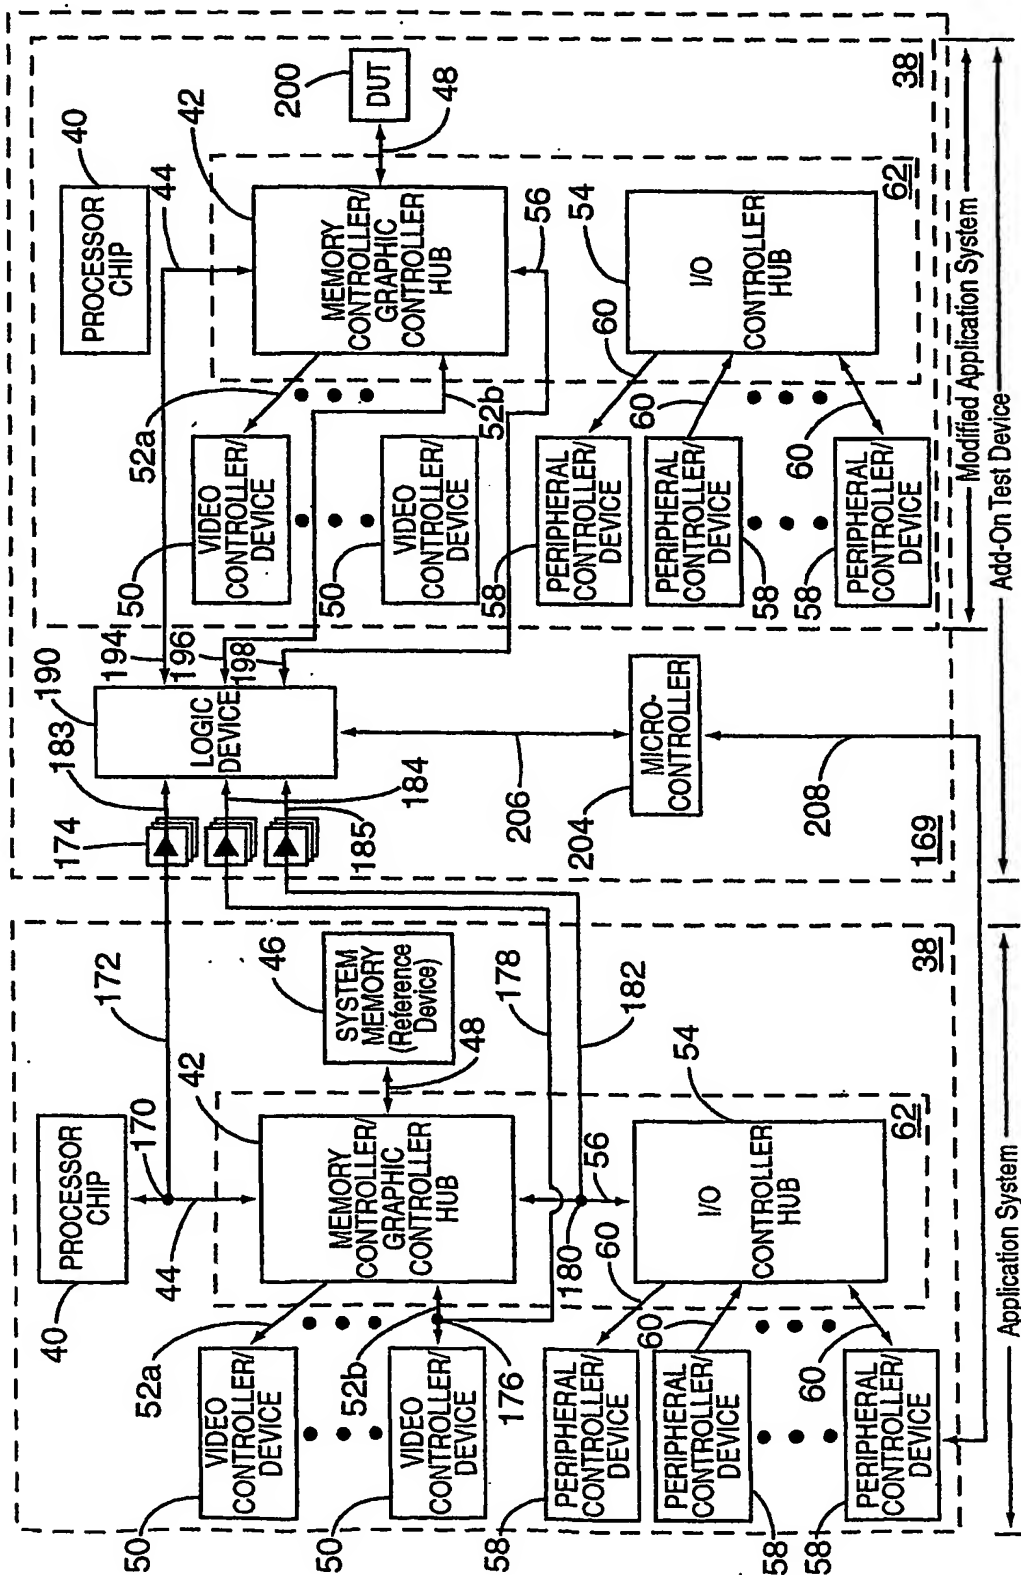 40
PROCESSOR
CHIP
44
42
MEMORY
CONTROLLER/
GRAPHIC
CONTROLLER
HUB
200
DUT
48
38
62
56
54
I/O
CONTROLLER
HUB
52a
52b
50
VIDEO
CONTROLLER/
DEVICE
50
VIDEO
CONTROLLER/
DEVICE
60
60
60
58
PERIPHERAL
CONTROLLER/
DEVICE
58
PERIPHERAL
CONTROLLER/
DEVICE
58
PERIPHERAL
CONTROLLER/
DEVICE
Modified Application System
Add-On Test Device
194
196
198
190
LOGIC
DEVICE
183
184
185
174
206
204
MICRO-
CONTROLLER
208
169
172
178
182
170
40
PROCESSOR
CHIP
44
42
MEMORY
CONTROLLER/
GRAPHIC
CONTROLLER
HUB
46
SYSTEM
MEMORY
(Reference
Device)
48
38
62
56
180
54
I/O
CONTROLLER
HUB
52a
52b
176
50
VIDEO
CONTROLLER/
DEVICE
50
VIDEO
CONTROLLER/
DEVICE
60
60
60
58
PERIPHERAL
CONTROLLER/
DEVICE
58
PERIPHERAL
CONTROLLER/
DEVICE
58
PERIPHERAL
CONTROLLER/
DEVICE
Application System